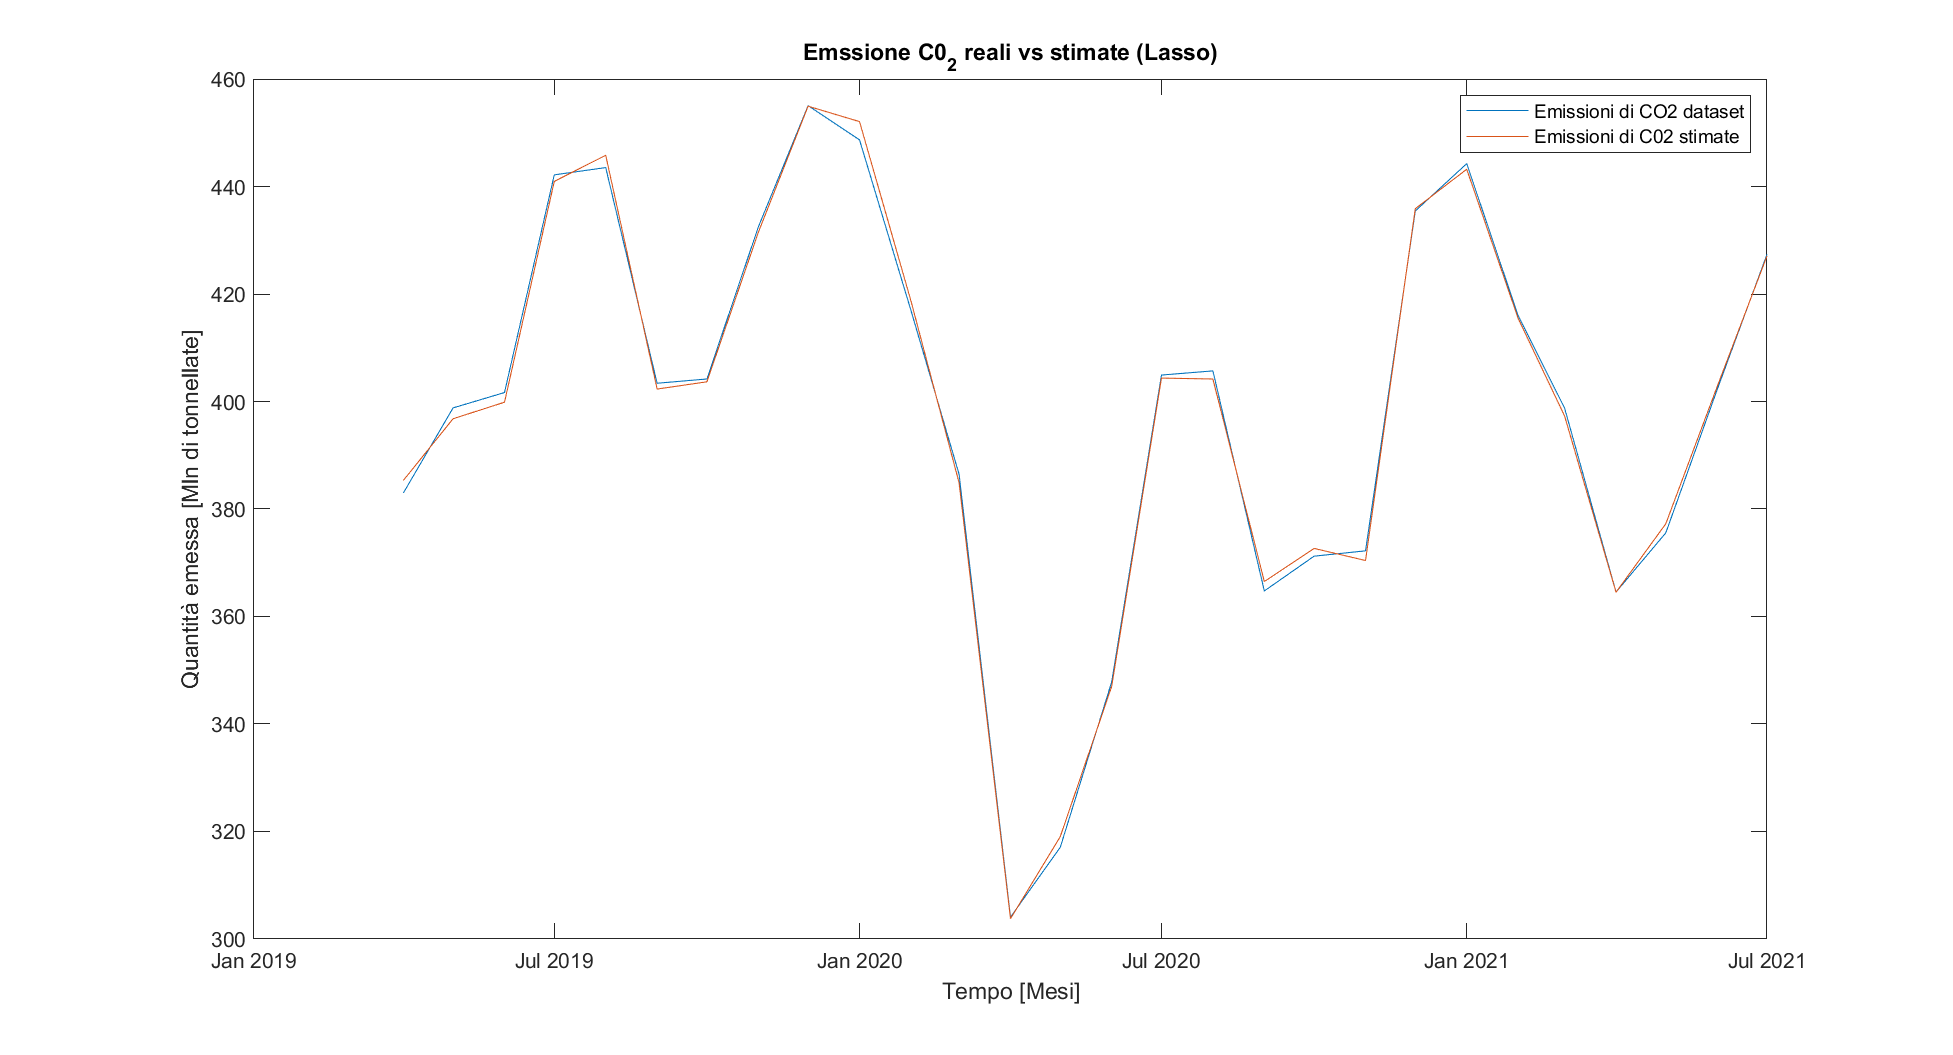 Emssione C0₂ reali vs stimate (Lasso)
Emissioni di CO2 dataset
Emissioni di C02 stimate
460
440
420
400
380
360
340
320
300
Quantità emessa [Mln di tonnellate]
Jan 2019
Jul 2019
Jan 2020
Jul 2020
Jan 2021
Jul 2021
Tempo [Mesi]